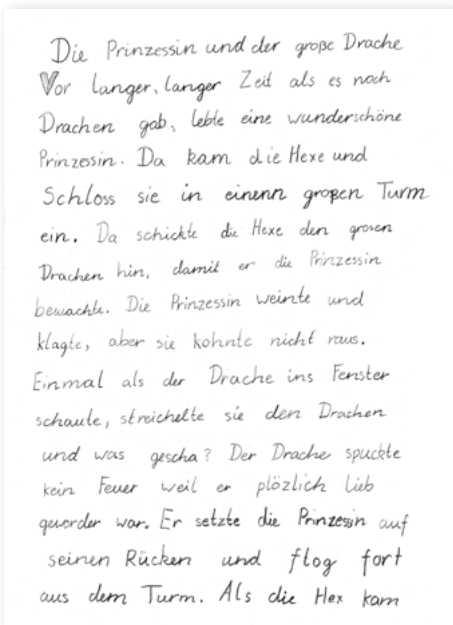 Die Prinzessin und der große Drache
Vor langer, langer Zeit als es noch
Drachen gab, lebte eine wunderschöne
Prinzessin. Da kam die Hexe und
Schloss sie in einenn großen Turm
ein. Da schickte die Hexe den grosen
Drachen hin, damit er die Prinzessin
bewachte. Die Prinzessin weinte und
klagte, aber sie kohnte nicht raus.
Einmal als der Drache ins Fenster
schaute, streichelte sie den Drachen
und was gescha? Der Drache spuckte
kein Feuer weil er plözlich lieb
geworder war. Er setzte die Prinzessin auf
seinen Rücken und flog fort
aus dem Turm. Als die Hex kam